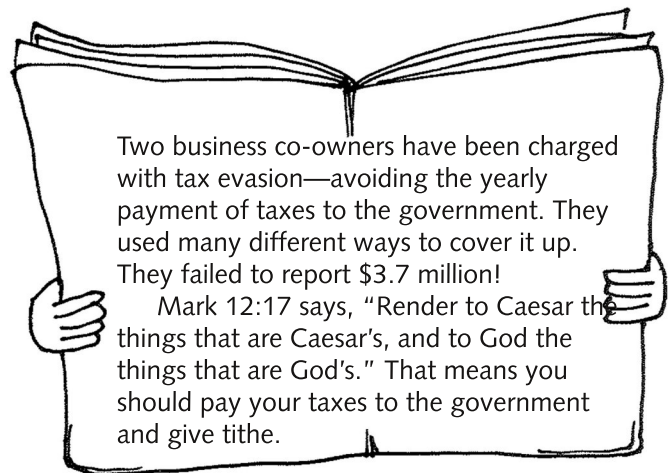 Two business co-owners have been charged
with tax evasion—avoiding the yearly
payment of taxes to the government. They
used many different ways to cover it up.
They failed to report $3.7 million!
Mark 12:17 says, “Render to Caesar the
things that are Caesar’s, and to God the
things that are God’s.” That means you
should pay your taxes to the government
and give tithe.